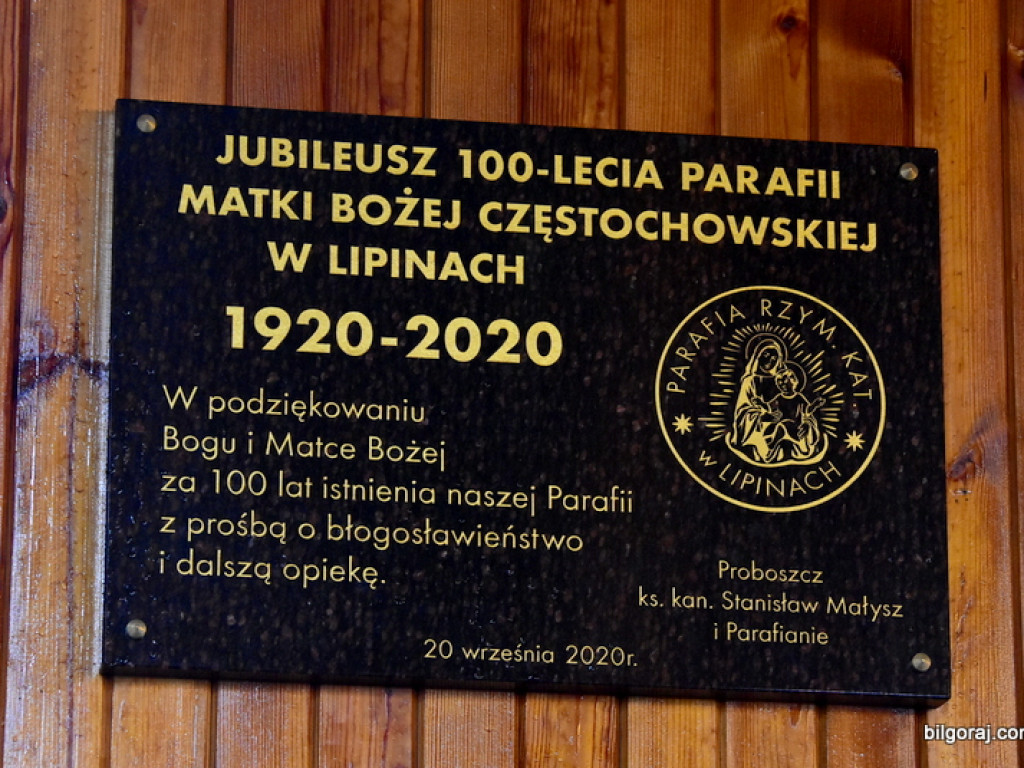 JUBILEUSZ 100-LECIA PARAFII
MATKI BOŻEJ CZĘSTOCHOWSKIEJ
W LIPINACH
1920-2020
W podziękowaniu
Bogu i Matce Bożej
za 100 lat istnienia naszej Parafii
z prośbą o błogosławieństwo
i dalszą opiekę.
PARAFIA RZYM. KAT.
w LIPINACH
Proboszcz
ks. kan. Stanisław Małysz
i Parafianie
20 września 2020r.
bilgoraj.com